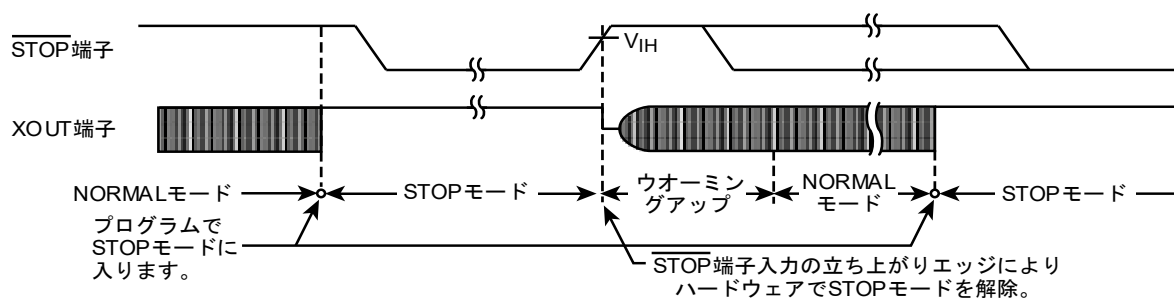 STOP端子
VIH
XOUT端子
NORMALモード
STOPモード
ウオーミン
グアップ
NORMAL
モード
STOPモード
プログラムで
STOPモードに
入ります。
STOP端子入力の立ち上がりエッジにより
ハードウェアでSTOPモードを解除。